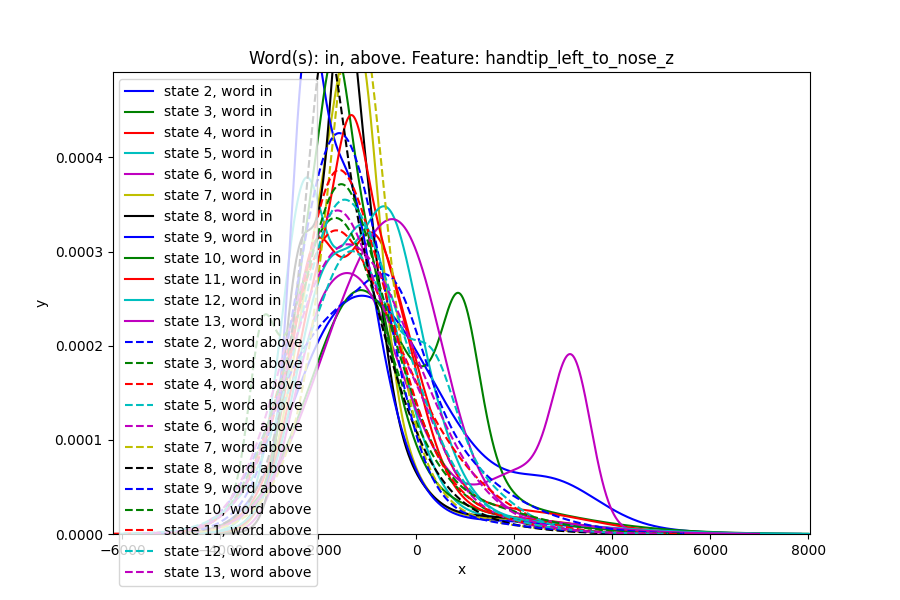 Word(s): in, above. Feature: handtip_left_to_nose_z
state 2, word in
state 3, word in
state 4, word in
state 5, word in
state 6, word in
state 7, word in
state 8, word in
state 9, word in
state 10, word in
state 11, word in
state 12, word in
state 13, word in
state 2, word above
state 3, word above
state 4, word above
state 5, word above
state 6, word above
state 7, word above
state 8, word above
state 9, word above
state 10, word above
state 11, word above
state 12, word above
state 13, word above
0.0004
0.0003
0.0002
0.0001
0.0000
y
−6000 −4000 −2000 0 2000 4000 6000 8000
x